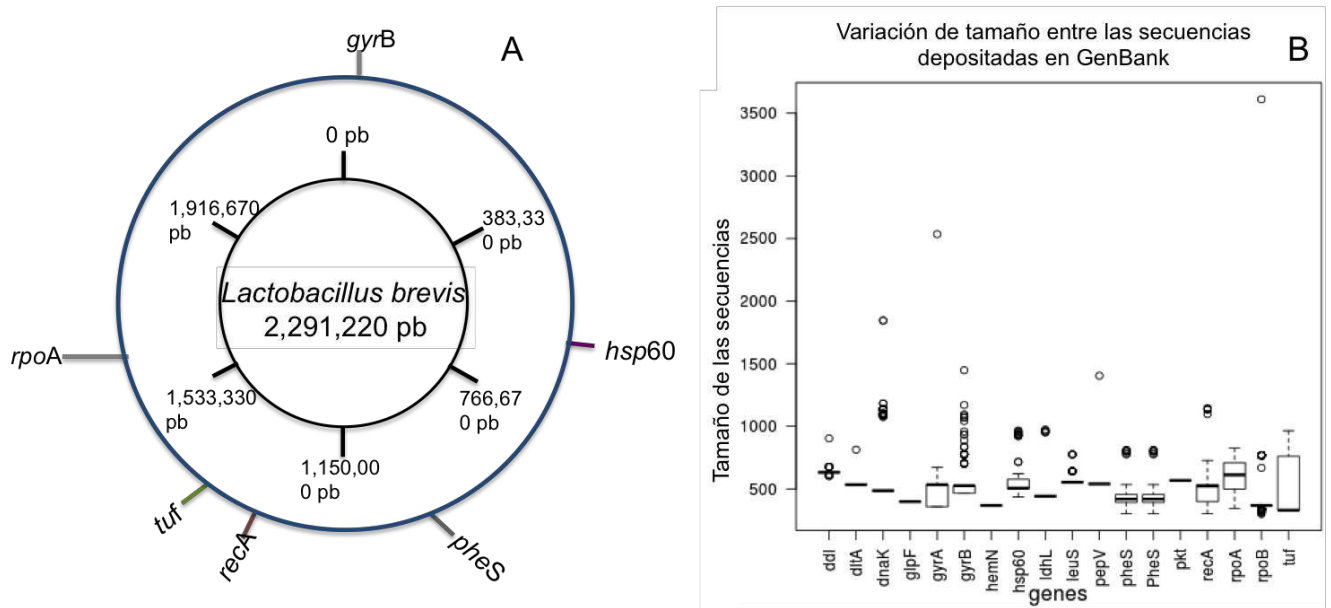 A
gyrB
0 pb
1,916,670
pb
383,33
0 pb
Lactobacillus brevis
2,291,220 pb
hsp60
rpoA
1,533,330
pb
766,67
0 pb
1,150,00
0 pb
tuf
recA
pheS
Variación de tamaño entre las secuencias
depositadas en GenBank
B
Tamaño de las secuencias
3500
3000
2500
2000
1500
1000
500
ddl
dltA
dnaK
glpF
gyrA
gyrB
hemN
hsp60
ldhL
leuS
pepV
pheS
PheS
pkt
recA
rpoA
rpoB
tuf
genes